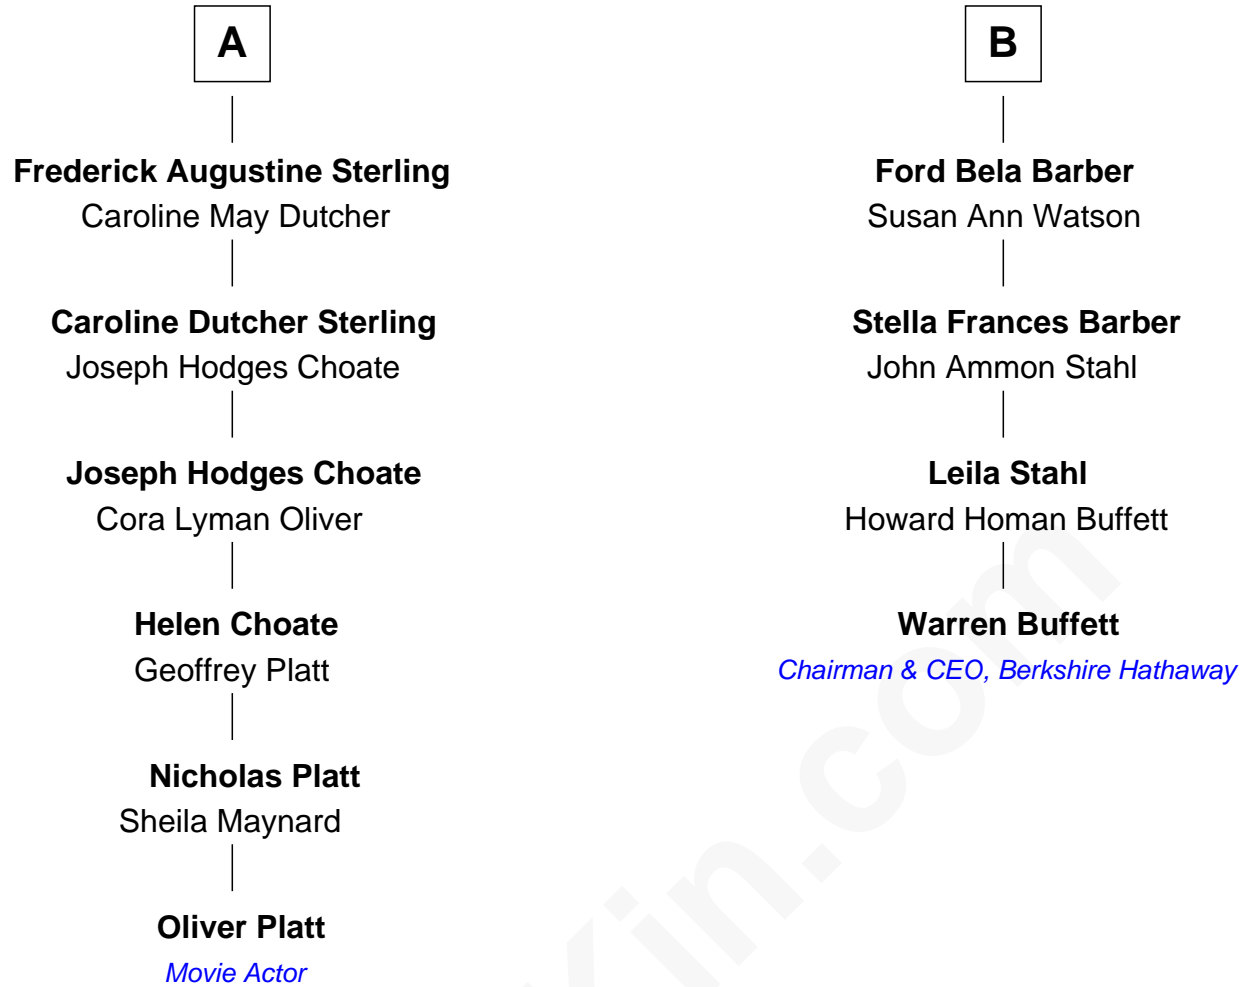 A
Frederick Augustine Sterling
Caroline May Dutcher
Caroline Dutcher Sterling
Joseph Hodges Choate
Joseph Hodges Choate
Cora Lyman Oliver
Helen Choate
Geoffrey Platt
Nicholas Platt
Sheila Maynard
Oliver Platt
Movie Actor
B
Ford Bela Barber
Susan Ann Watson
Stella Frances Barber
John Ammon Stahl
Leila Stahl
Howard Homan Buffett
Warren Buffett
Chairman & CEO, Berkshire Hathaway
Kin.com